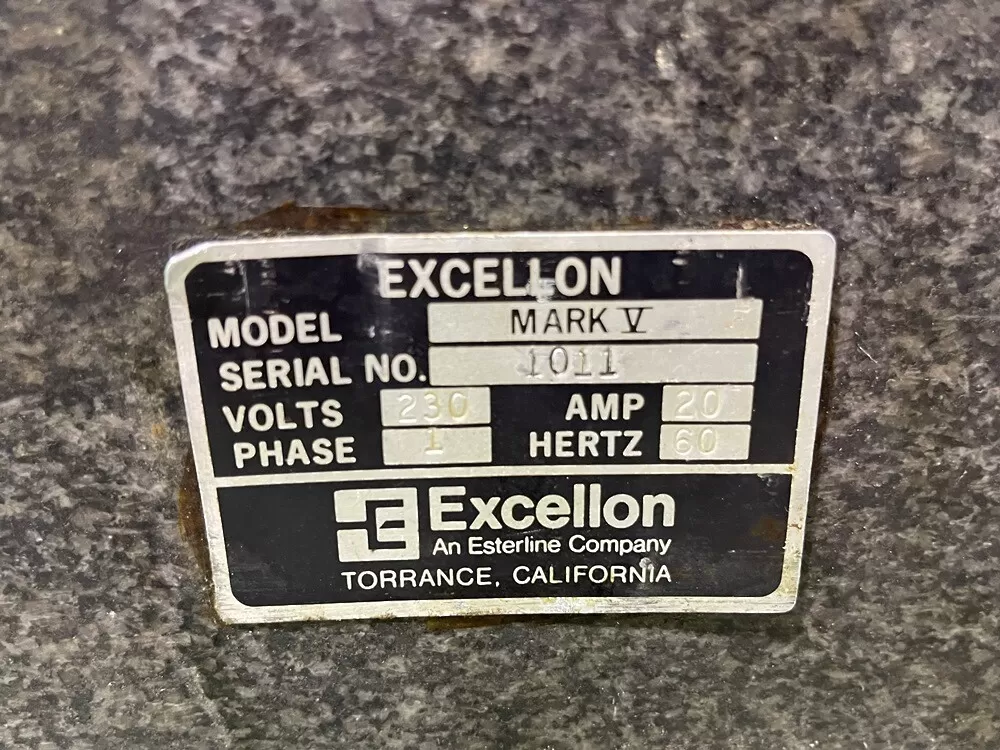 EXCELLON
MODEL MARK V
SERIAL NO. 1011
VOLTS 230 AMP 20
PHASE 1 HERTZ 60
Excellon
An Esterline Company
TORRANCE, CALIFORNIA